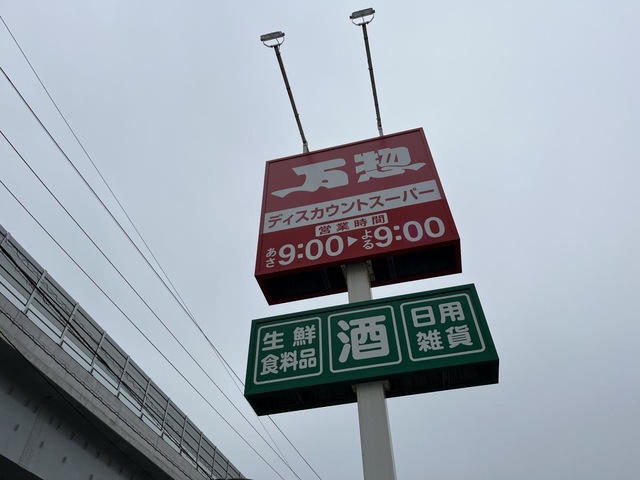 万惣
ディスカウントスーパー
営業時間
あさ9:00▶よる9:00
生鮮
食料品
酒
日用
雑貨